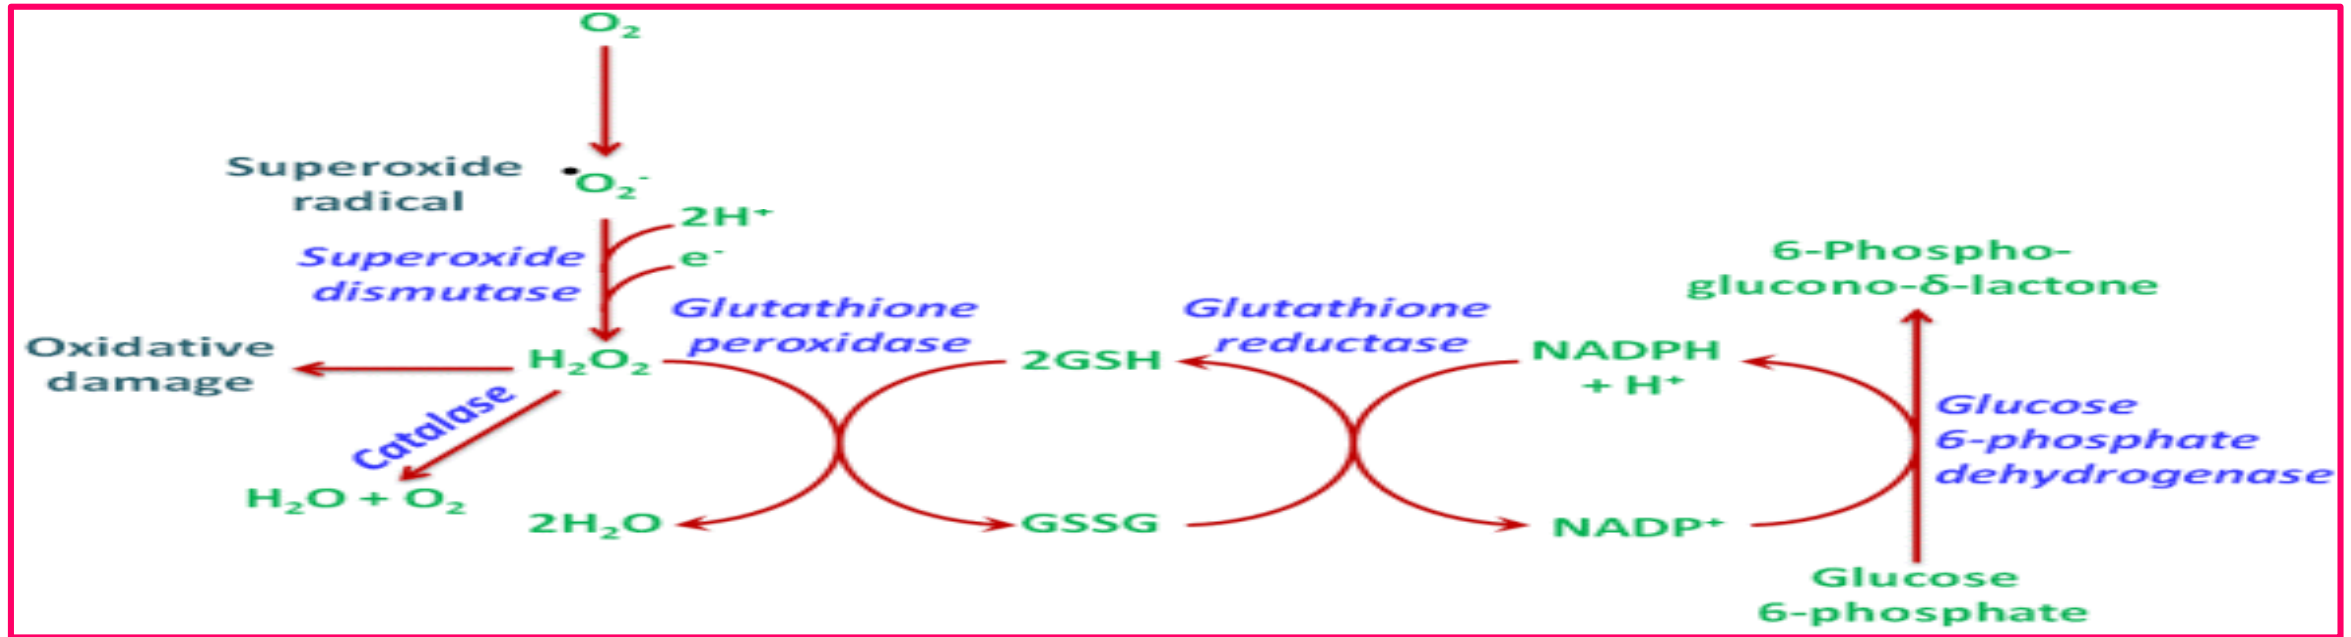 O₂
Superoxide
radical
•O₂⁻
2H⁺
e⁻
Superoxide
dismutase
Glutathione
peroxidase
Glutathione
reductase
6-Phospho-
glucono-δ-lactone
Oxidative
damage
H₂O₂
2GSH
NADPH
+ H⁺
Catalase
Glucose
6-phosphate
dehydrogenase
H₂O + O₂
2H₂O
GSSG
NADP⁺
Glucose
6-phosphate